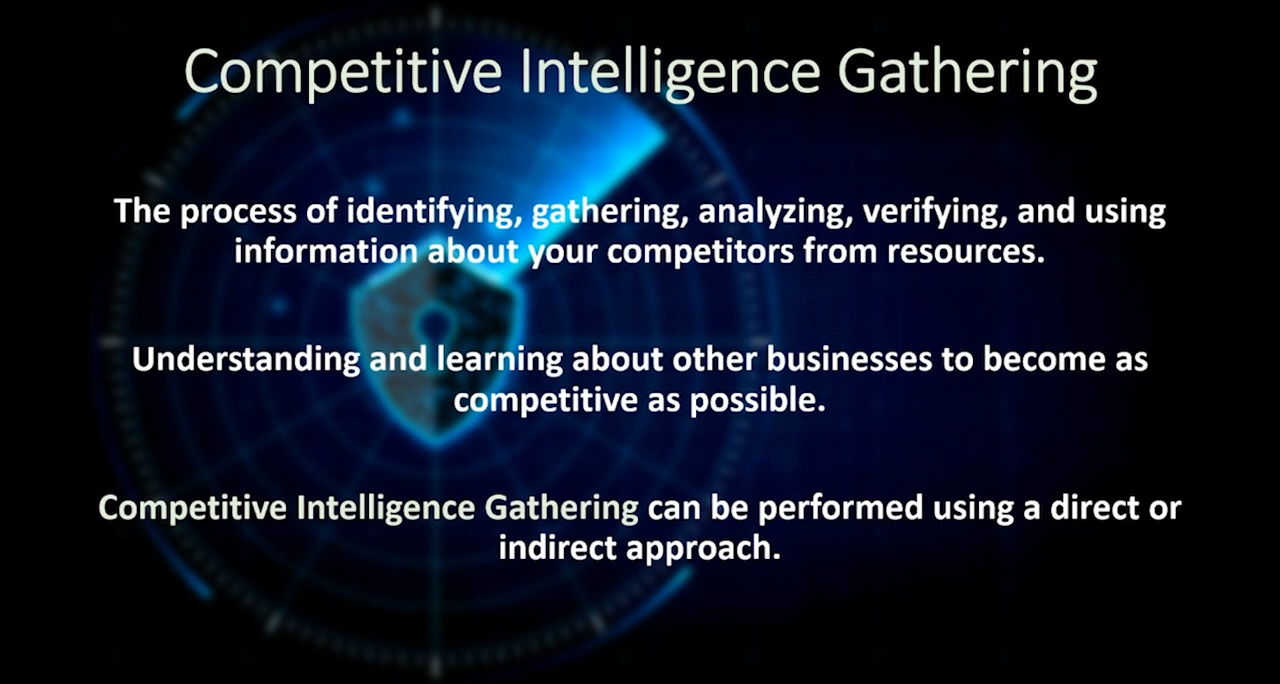 Competitive Intelligence Gathering
The process of identifying, gathering, analyzing, verifying, and using
information about your competitors from resources.
Understanding and learning about other businesses to become as
competitive as possible.
Competitive Intelligence Gathering can be performed using a direct or
indirect approach.